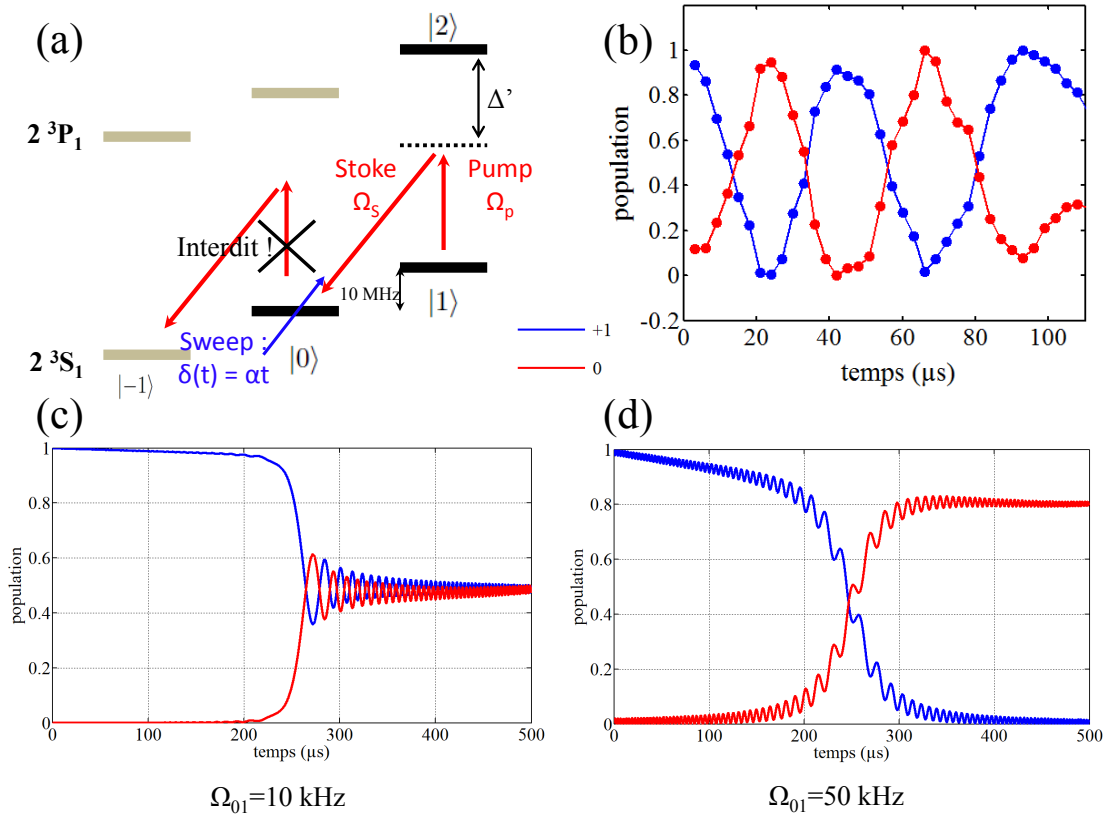 (a)
|2⟩
Δ'
2 ³P₁
Stoke
Ω_S
Pump
Ω_p
Interdit !
10 MHz
|1⟩
Sweep :
δ(t) = αt
|0⟩
2 ³S₁
|−1⟩
+1
0
(b)
population
1
0.8
0.6
0.4
0.2
0
-0.2
0 20 40 60 80 100
temps (µs)
(c)
population
1
0.8
0.6
0.4
0.2
0
0 100 200 300 400 500
temps (µs)
Ω₀₁=10 kHz
(d)
population
1
0.8
0.6
0.4
0.2
0
0 100 200 300 400 500
temps (µs)
Ω₀₁=50 kHz